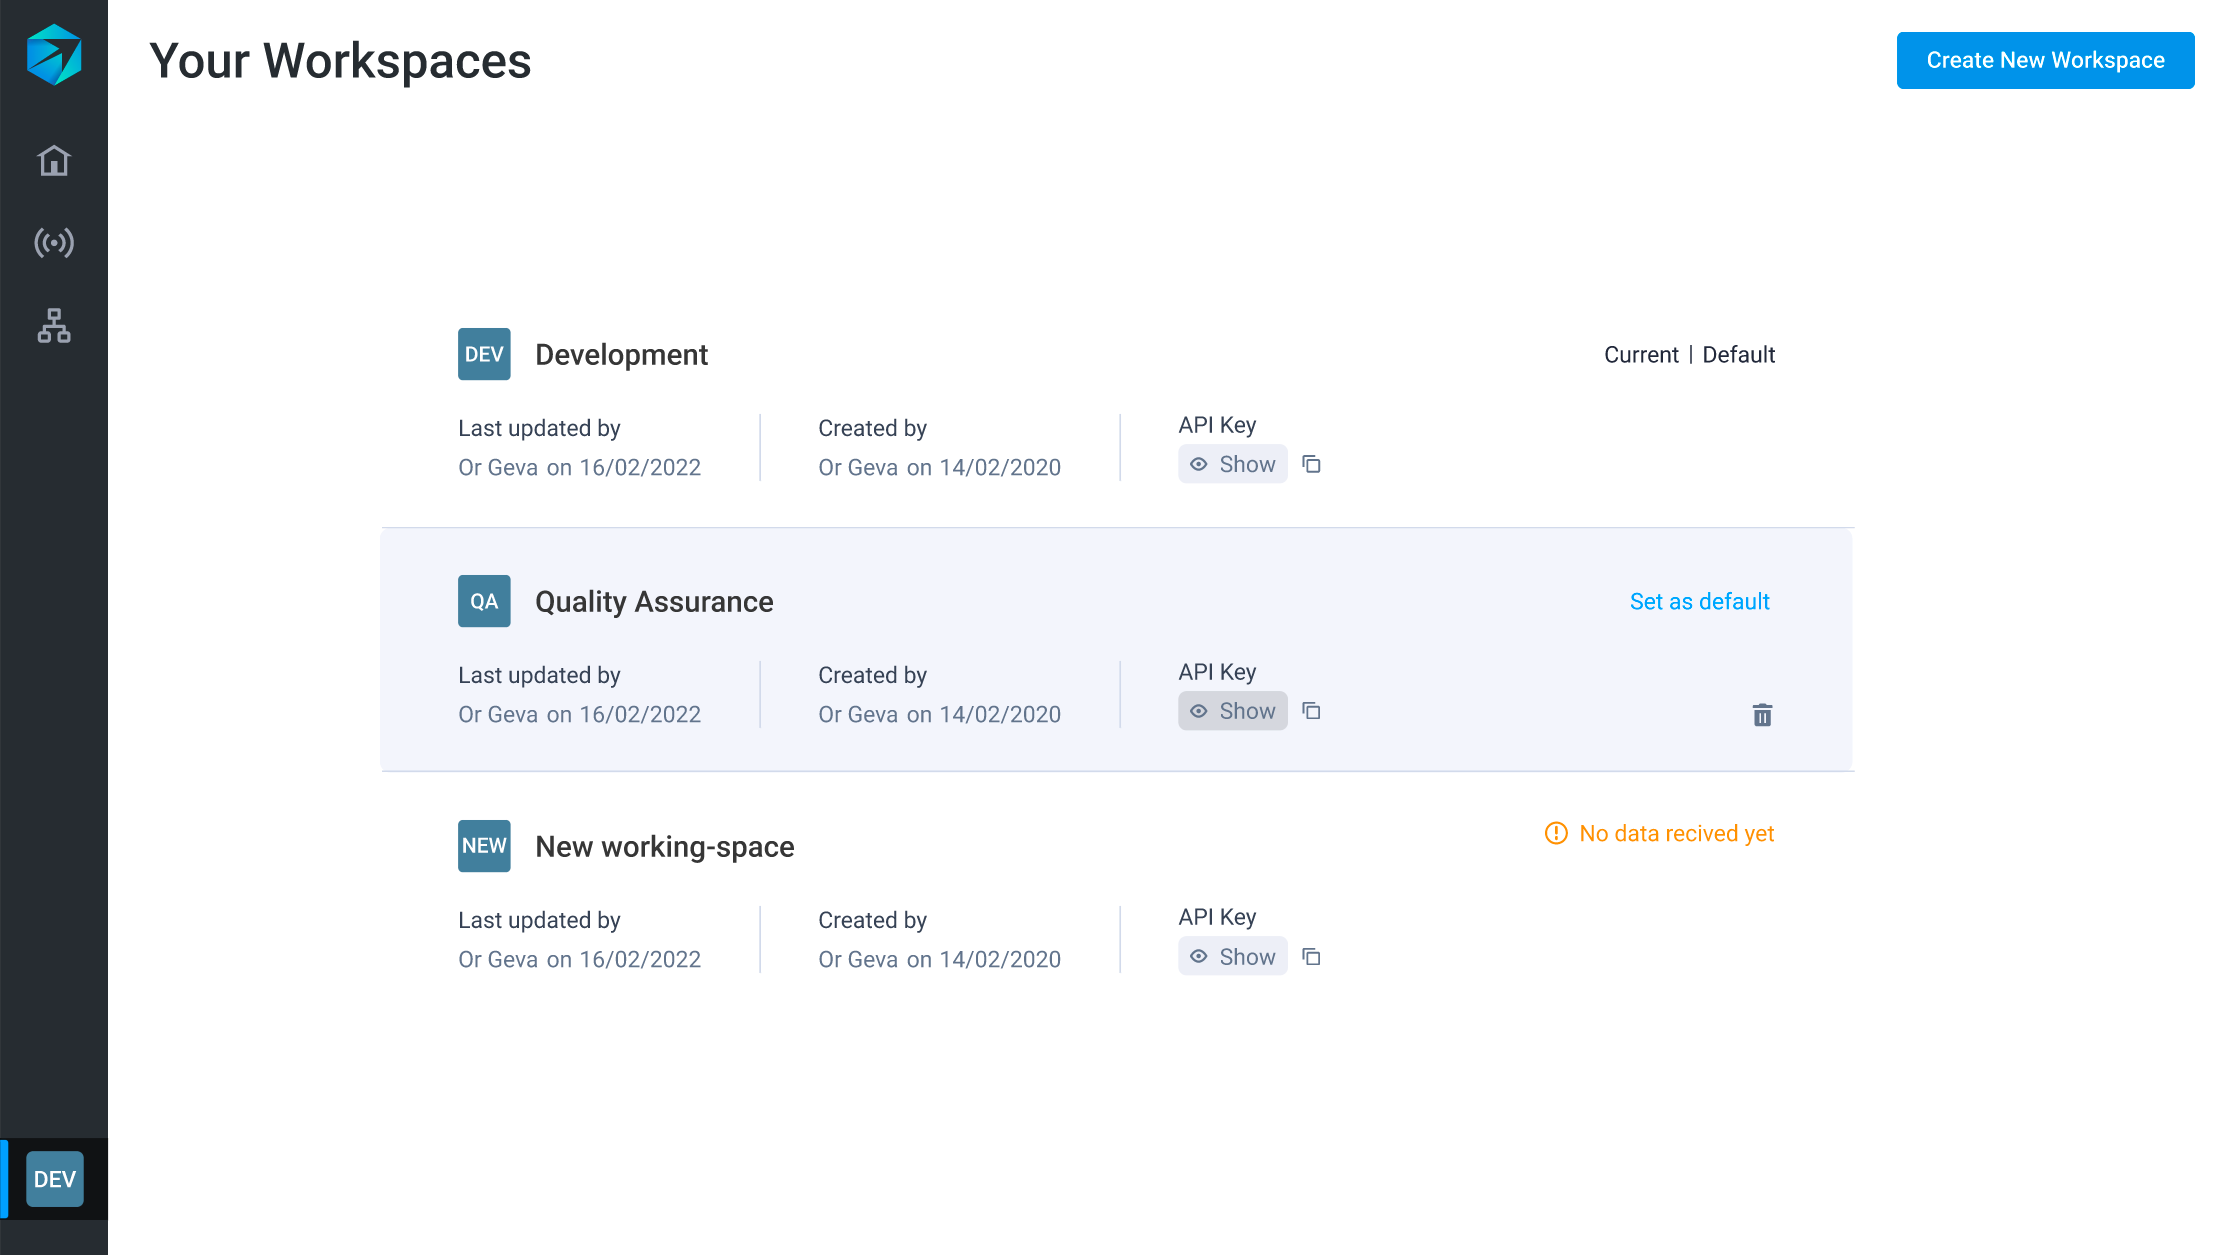 Your Workspaces
Create New Workspace
DEV Development
Current | Default
Last updated by
Or Geva on 16/02/2022
Created by
Or Geva on 14/02/2020
API Key
Show
QA Quality Assurance
Set as default
Last updated by
Or Geva on 16/02/2022
Created by
Or Geva on 14/02/2020
API Key
Show
NEW New working-space
No data recived yet
Last updated by
Or Geva on 16/02/2022
Created by
Or Geva on 14/02/2020
API Key
Show
DEV